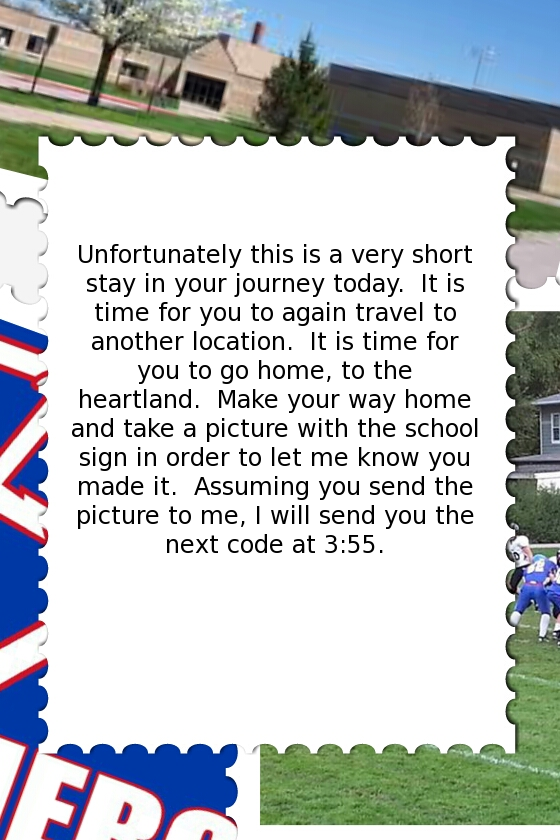 Unfortunately this is a very short
stay in your journey today.  It is
time for you to again travel to
another location.  It is time for
you to go home, to the
heartland.  Make your way home
and take a picture with the school
sign in order to let me know you
made it.  Assuming you send the
picture to me, I will send you the
next code at 3:55.